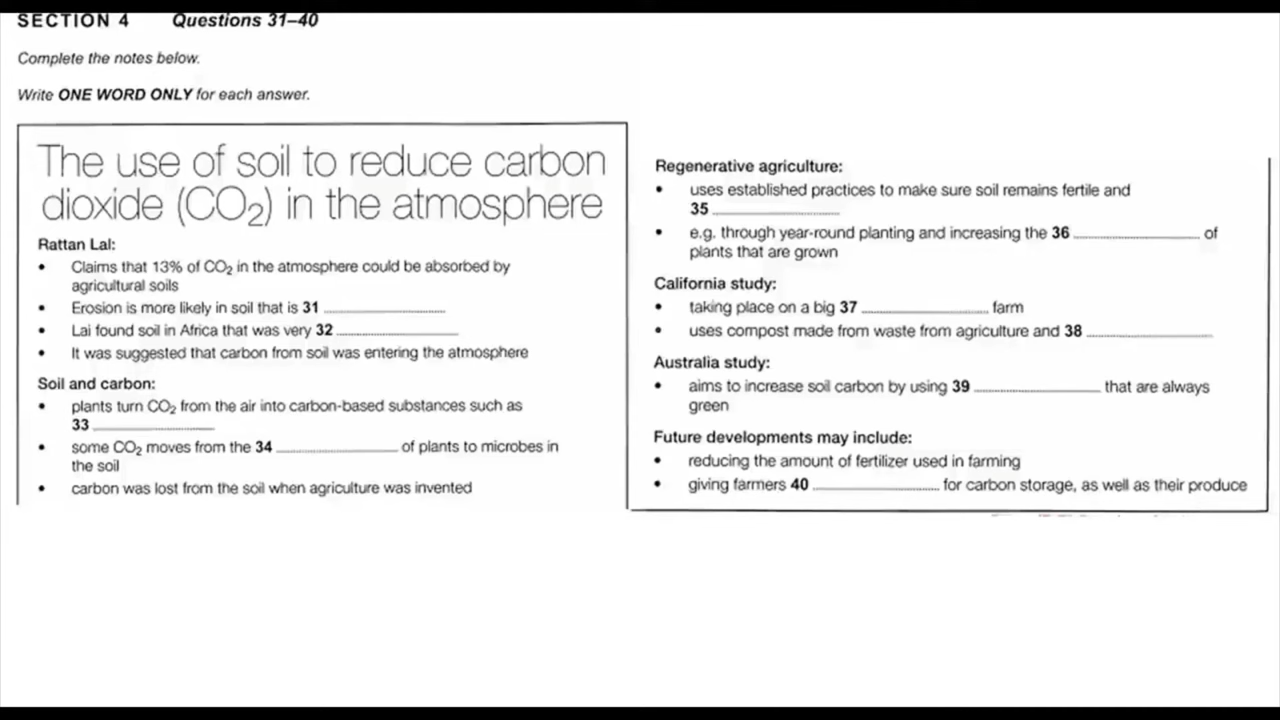 SECTION 4 Questions 31–40
Complete the notes below.
Write ONE WORD ONLY for each answer.
The use of soil to reduce carbon
dioxide (CO₂) in the atmosphere
Rattan Lal:
• Claims that 13% of CO₂ in the atmosphere could be absorbed by
agricultural soils
• Erosion is more likely in soil that is 31 ....................
• Lal found soil in Africa that was very 32 ....................
• It was suggested that carbon from soil was entering the atmosphere
Soil and carbon:
• plants turn CO₂ from the air into carbon-based substances such as
33 ....................
• some CO₂ moves from the 34 .................... of plants to microbes in
the soil
• carbon was lost from the soil when agriculture was invented
Regenerative agriculture:
• uses established practices to make sure soil remains fertile and
35 ....................
• e.g. through year-round planting and increasing the 36 .................... of
plants that are grown
California study:
• taking place on a big 37 .................... farm
• uses compost made from waste from agriculture and 38 ....................
Australia study:
• aims to increase soil carbon by using 39 .................... that are always
green
Future developments may include:
• reducing the amount of fertilizer used in farming
• giving farmers 40 .................... for carbon storage, as well as their produce